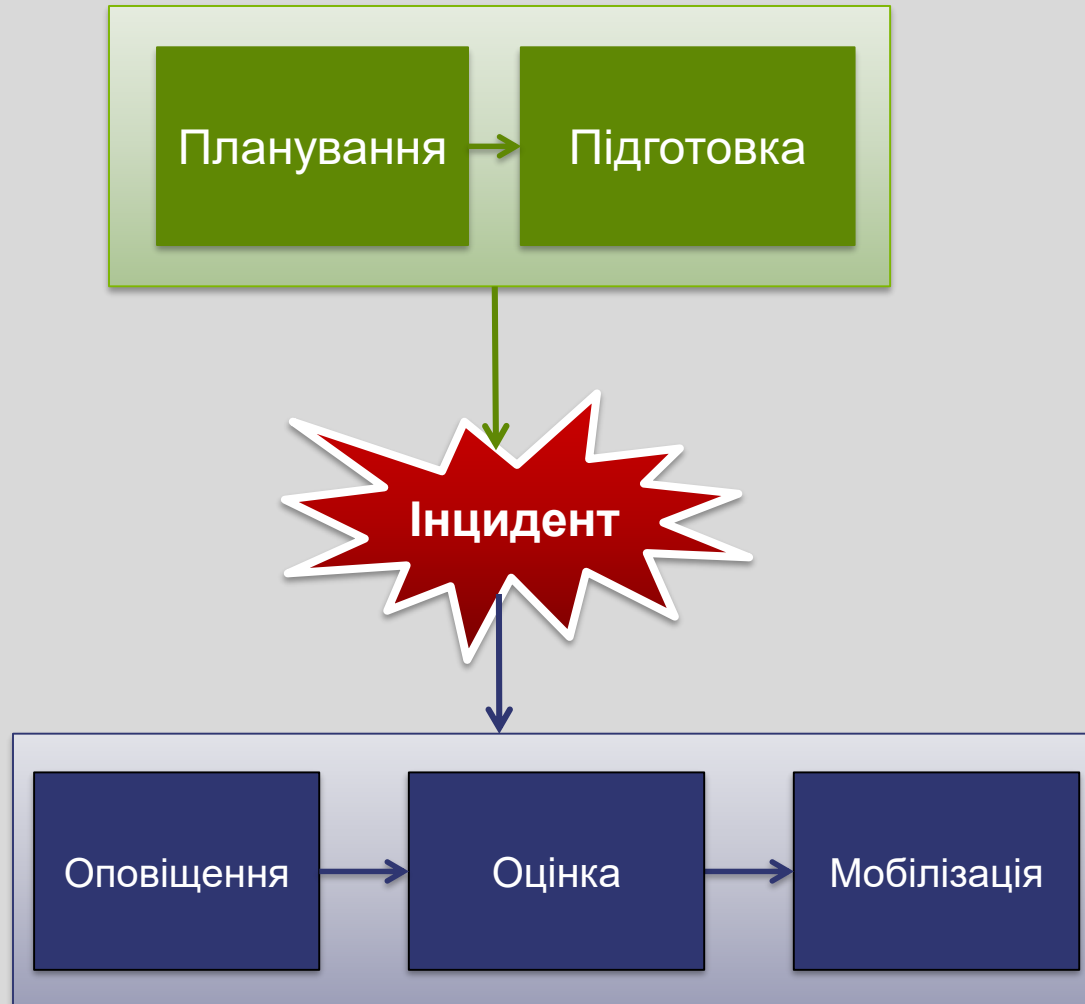 Планування
Підготовка
Інцидент
Оповіщення
Оцінка
Мобілізація